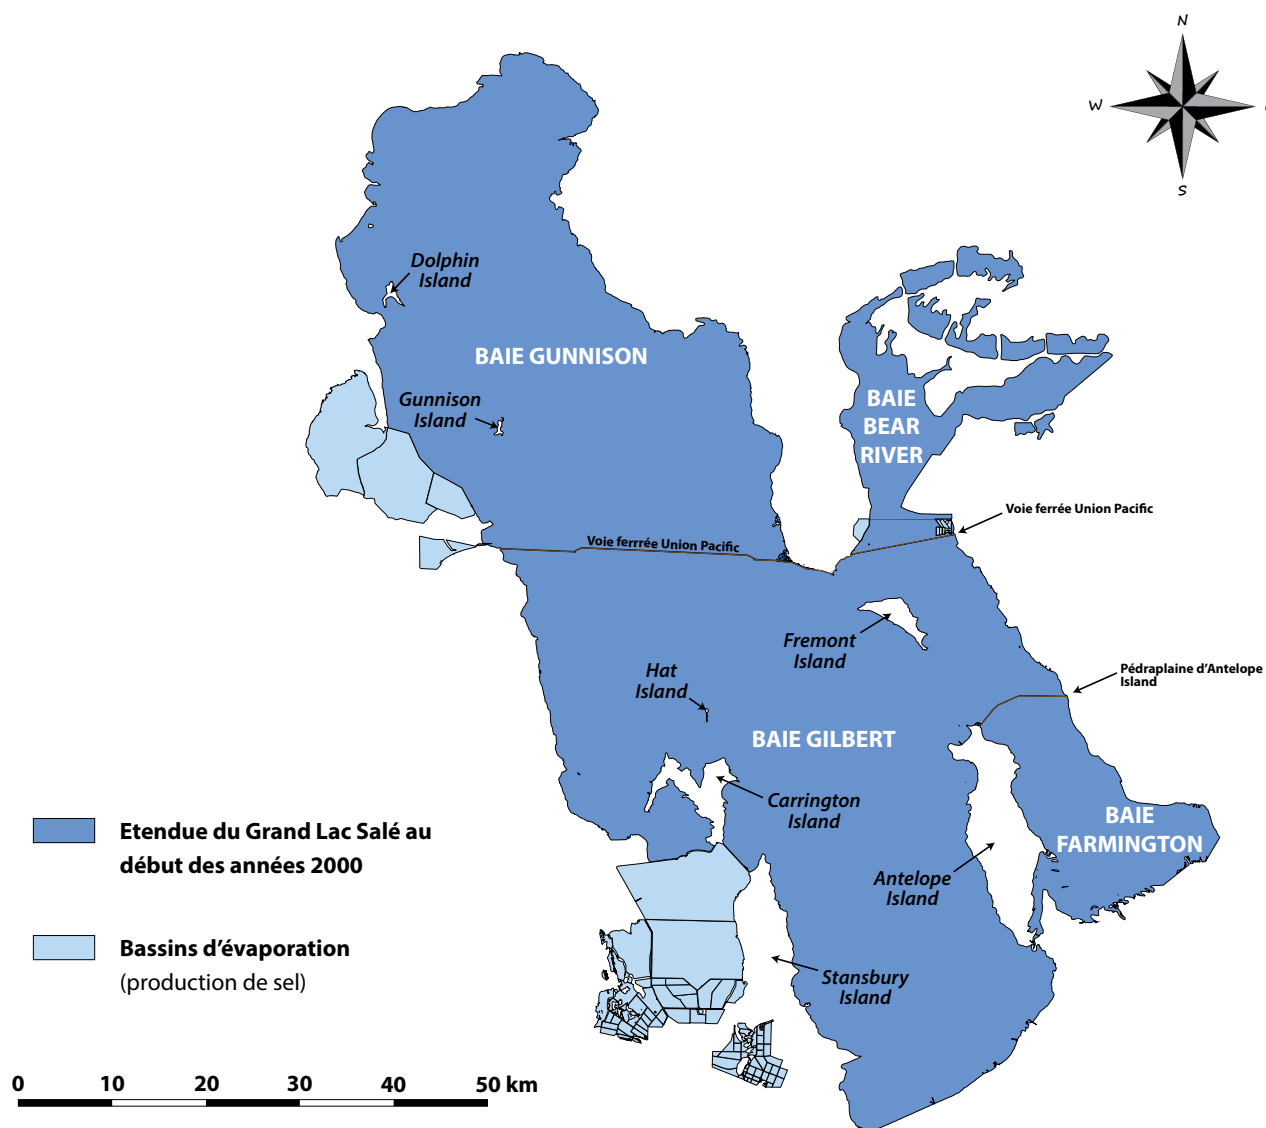 N
W
S
Dolphin
Island
BAIE GUNNISON
Gunnison
Island
BAIE
BEAR
RIVER
Voie ferrée Union Pacific
Voie ferrrée Union Pacific
Fremont
Island
Hat
Island
Pédraplaine d'Antelope
Island
BAIE GILBERT
Carrington
Island
BAIE
FARMINGTON
Etendue du Grand Lac Salé au
début des années 2000
Antelope
Island
Bassins d'évaporation
(production de sel)
Stansbury
Island
0 10 20 30 40 50 km